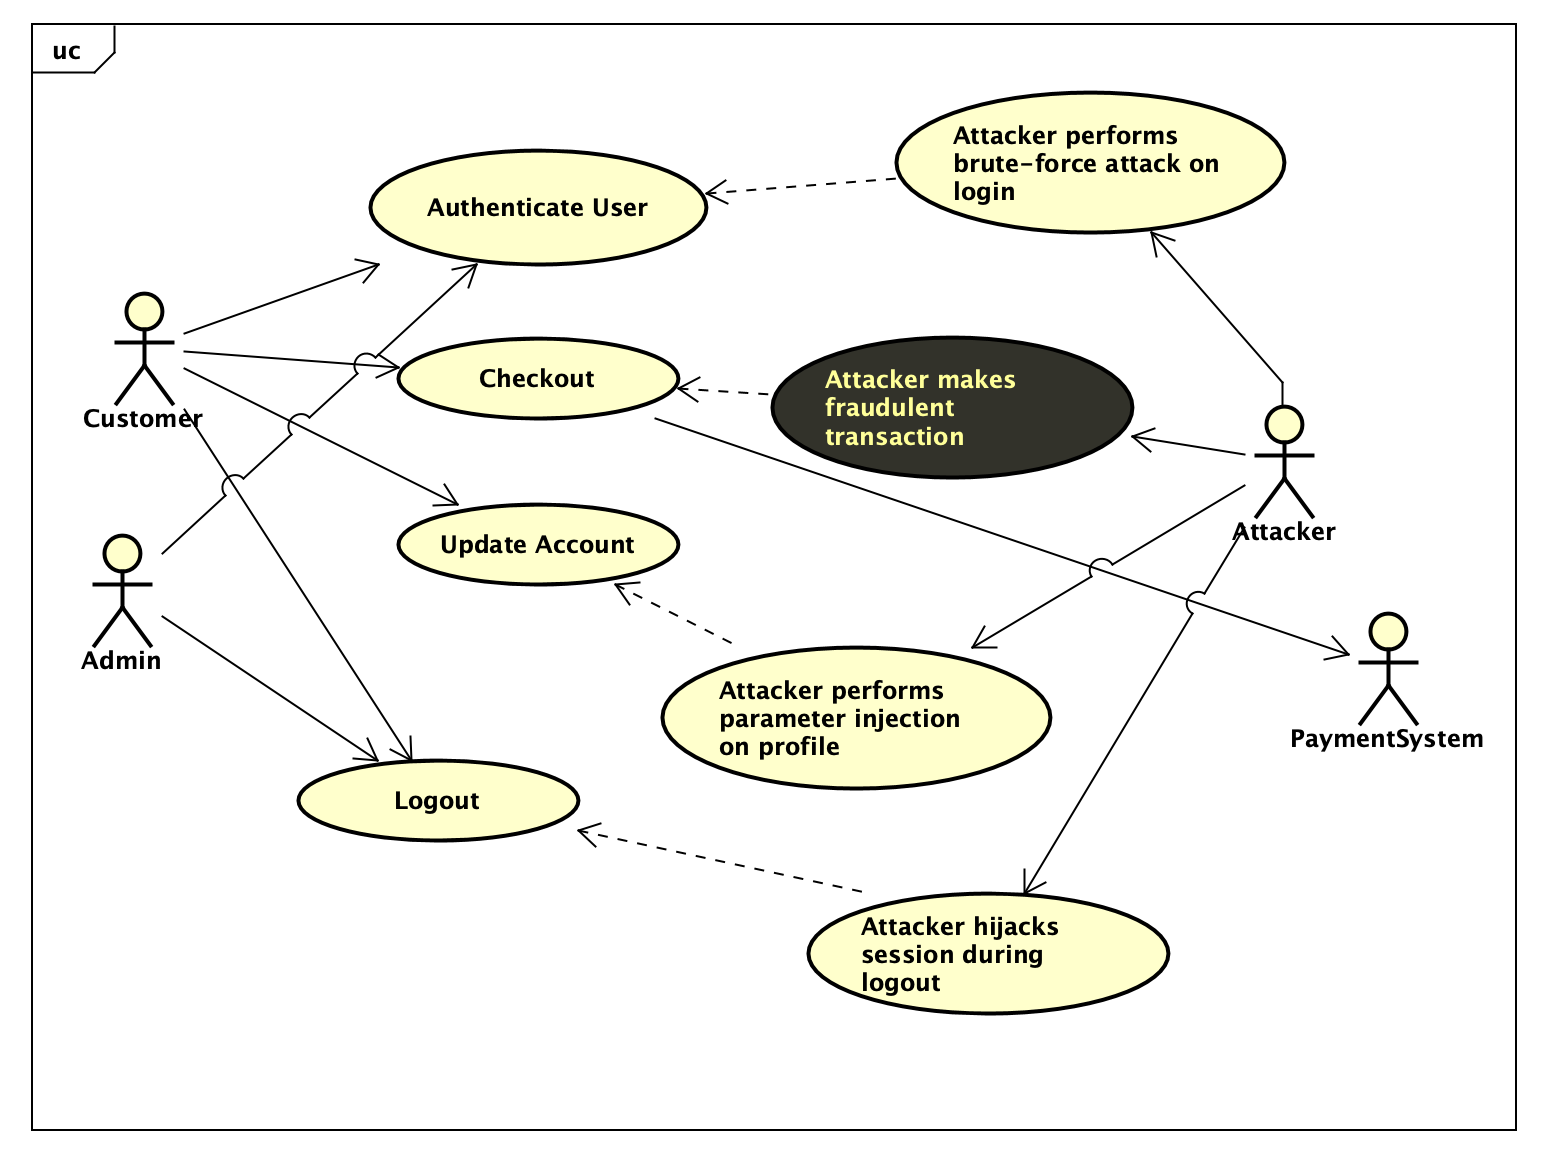 uc
Attacker performs
brute-force attack on
login
Authenticate User
Checkout
Attacker makes
fraudulent
transaction
Customer
Attacker
Update Account
Admin
Attacker performs
parameter injection
on profile
PaymentSystem
Logout
Attacker hijacks
session during
logout